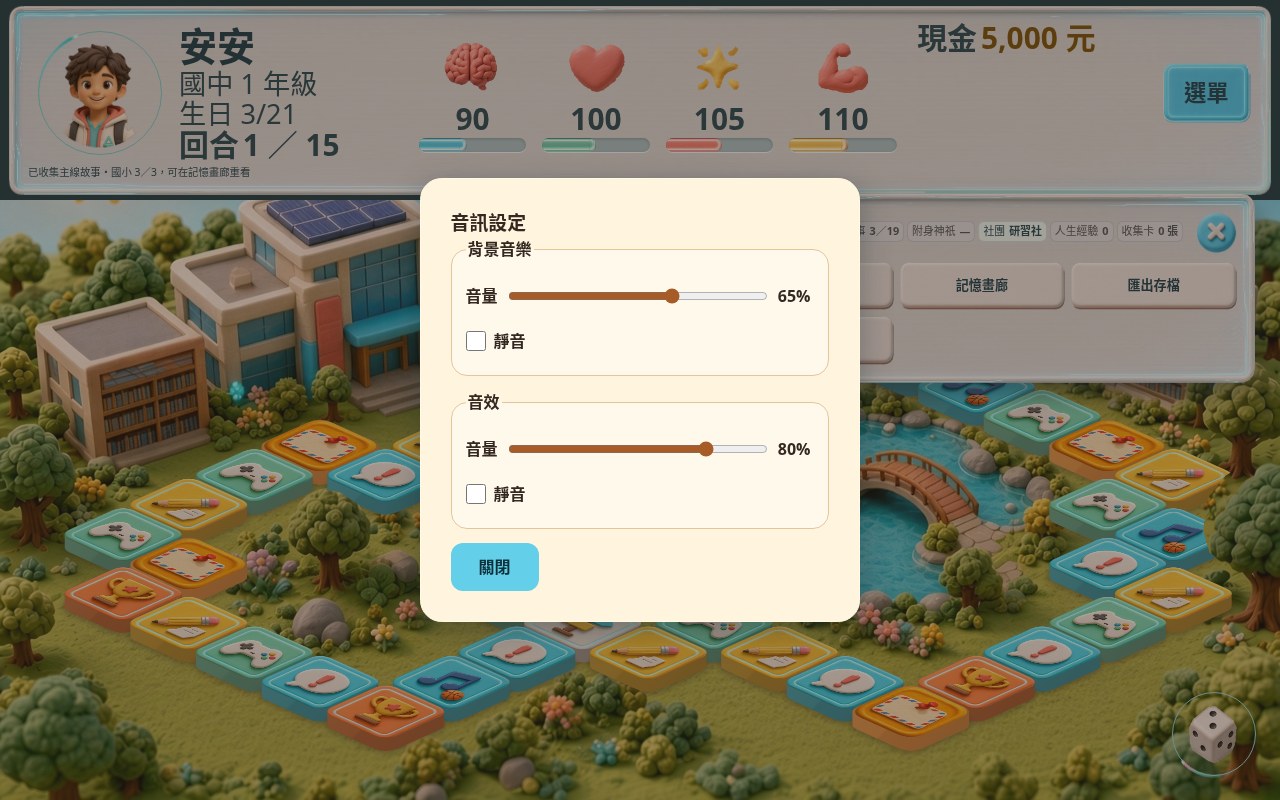 安安
國中 1 年級
生日 3/21
回合 1 ／ 15
已收集主線故事・國小 3／3，可在記憶畫廊重看
90
100
105
110
現金 5,000 元
選單
3／19
附身神祇 —
社團 研習社
人生經驗 0
收集卡 0 張
記憶畫廊
匯出存檔
音訊設定
背景音樂
音量 65%
靜音
音效
音量 80%
靜音
關閉